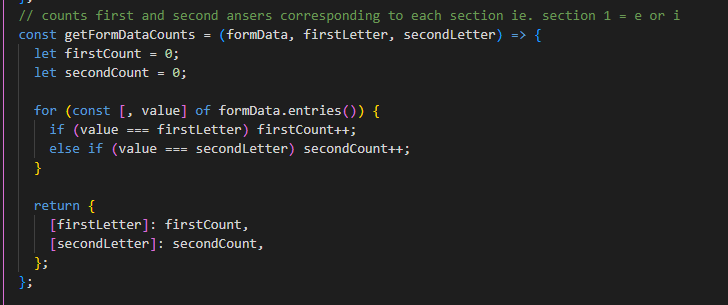 // counts first and second ansers corresponding to each section ie. section 1 = e or i
const getFormDataCounts = (formData, firstLetter, secondLetter) => {
  let firstCount = 0;
  let secondCount = 0;

  for (const [, value] of formData.entries()) {
    if (value === firstLetter) firstCount++;
    else if (value === secondLetter) secondCount++;
  }

  return {
    [firstLetter]: firstCount,
    [secondLetter]: secondCount,
  };
};